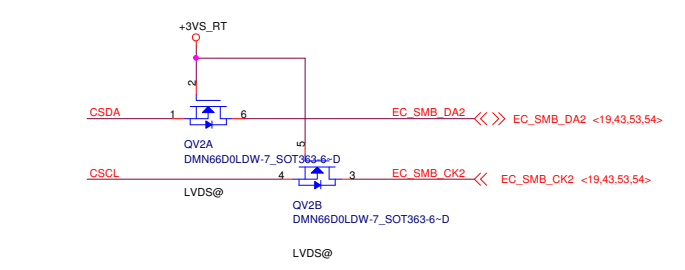 +3VS_RT
2
CSDA
1
6
EC_SMB_DA2
EC_SMB_DA2 <19,43,53,54>
QV2A
5
DMN66D0LDW-7_SOT363-6~D
CSCL
4
3
EC_SMB_CK2
EC_SMB_CK2 <19,43,53,54>
LVDS@
QV2B
DMN66D0LDW-7_SOT363-6~D
LVDS@